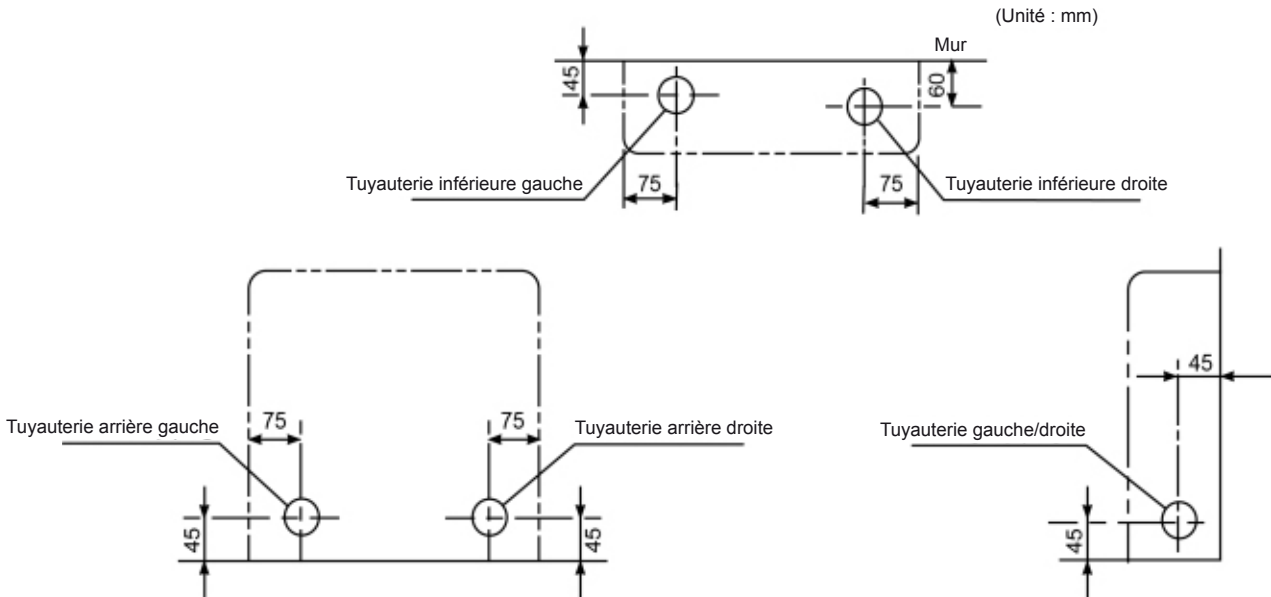 (Unité : mm)
Mur
45
60
Tuyauterie inférieure gauche
75
75
Tuyauterie inférieure droite
45
Tuyauterie arrière gauche
75
75
Tuyauterie arrière droite
Tuyauterie gauche/droite
45
45
45